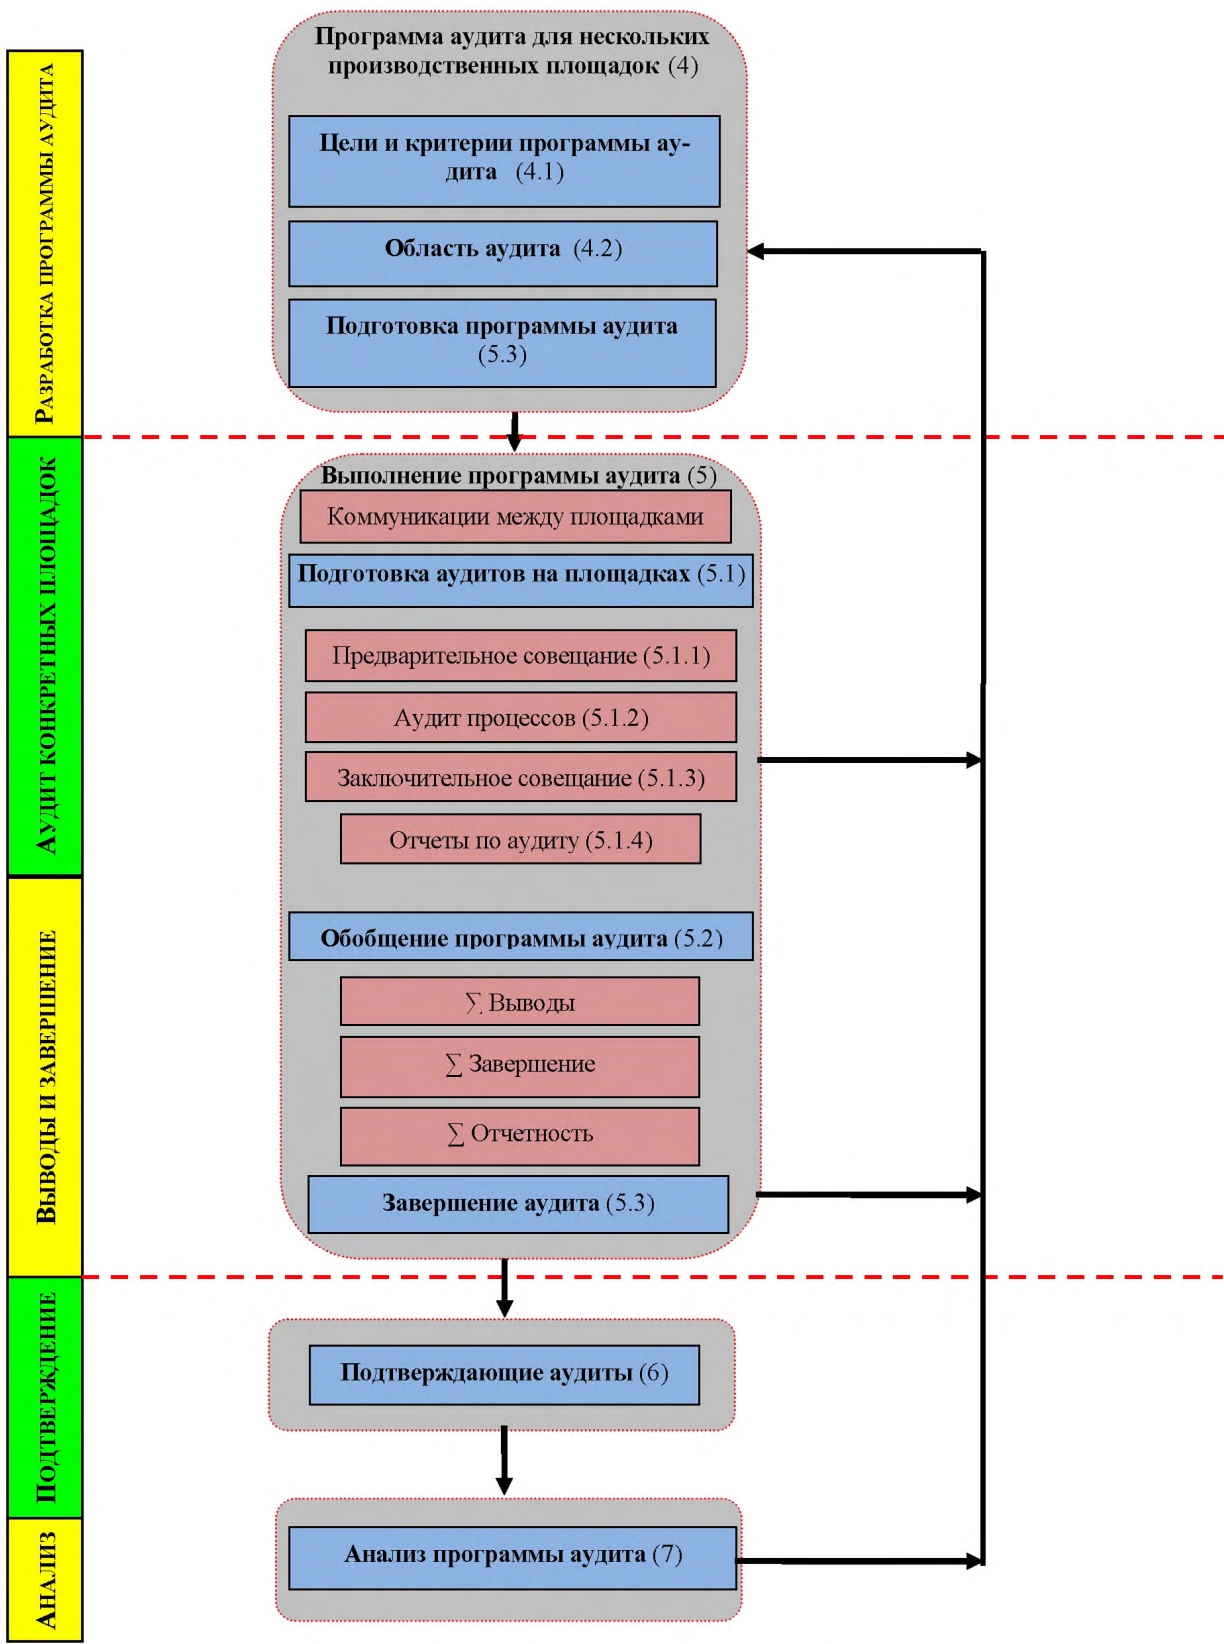 Программа аудита для нескольких
производственных площадок (4)
РАЗРАБОТКА ПРОГРАММЫ АУДИТА
Цели и критерии программы ау-
дита (4.1)
Область аудита (4.2)
Подготовка программы аудита
(5.3)
АУДИТ КОНКРЕТНЫХ ПЛОЩАДОК
Выполнение программы аудита (5)
Коммуникации между площадками
Подготовка аудитов на площадках (5.1)
Предварительное совещание (5.1.1)
Аудит процессов (5.1.2)
Заключительное совещание (5.1.3)
Отчеты по аудиту (5.1.4)
ВЫВОДЫ И ЗАВЕРШЕНИЕ
Обобщение программы аудита (5.2)
∑ Выводы
∑ Завершение
∑ Отчетность
Завершение аудита (5.3)
ПОДТВЕРЖДЕНИЕ
Подтверждающие аудиты (6)
АНАЛИЗ
Анализ программы аудита (7)